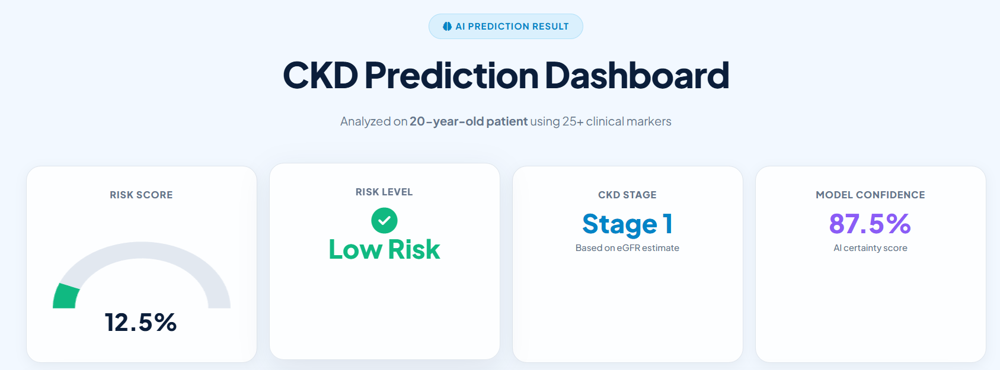 AI PREDICTION RESULT
CKD Prediction Dashboard
Analyzed on 20-year-old patient using 25+ clinical markers
RISK SCORE
12.5%
RISK LEVEL
Low Risk
CKD STAGE
Stage 1
Based on eGFR estimate
MODEL CONFIDENCE
87.5%
AI certainty score